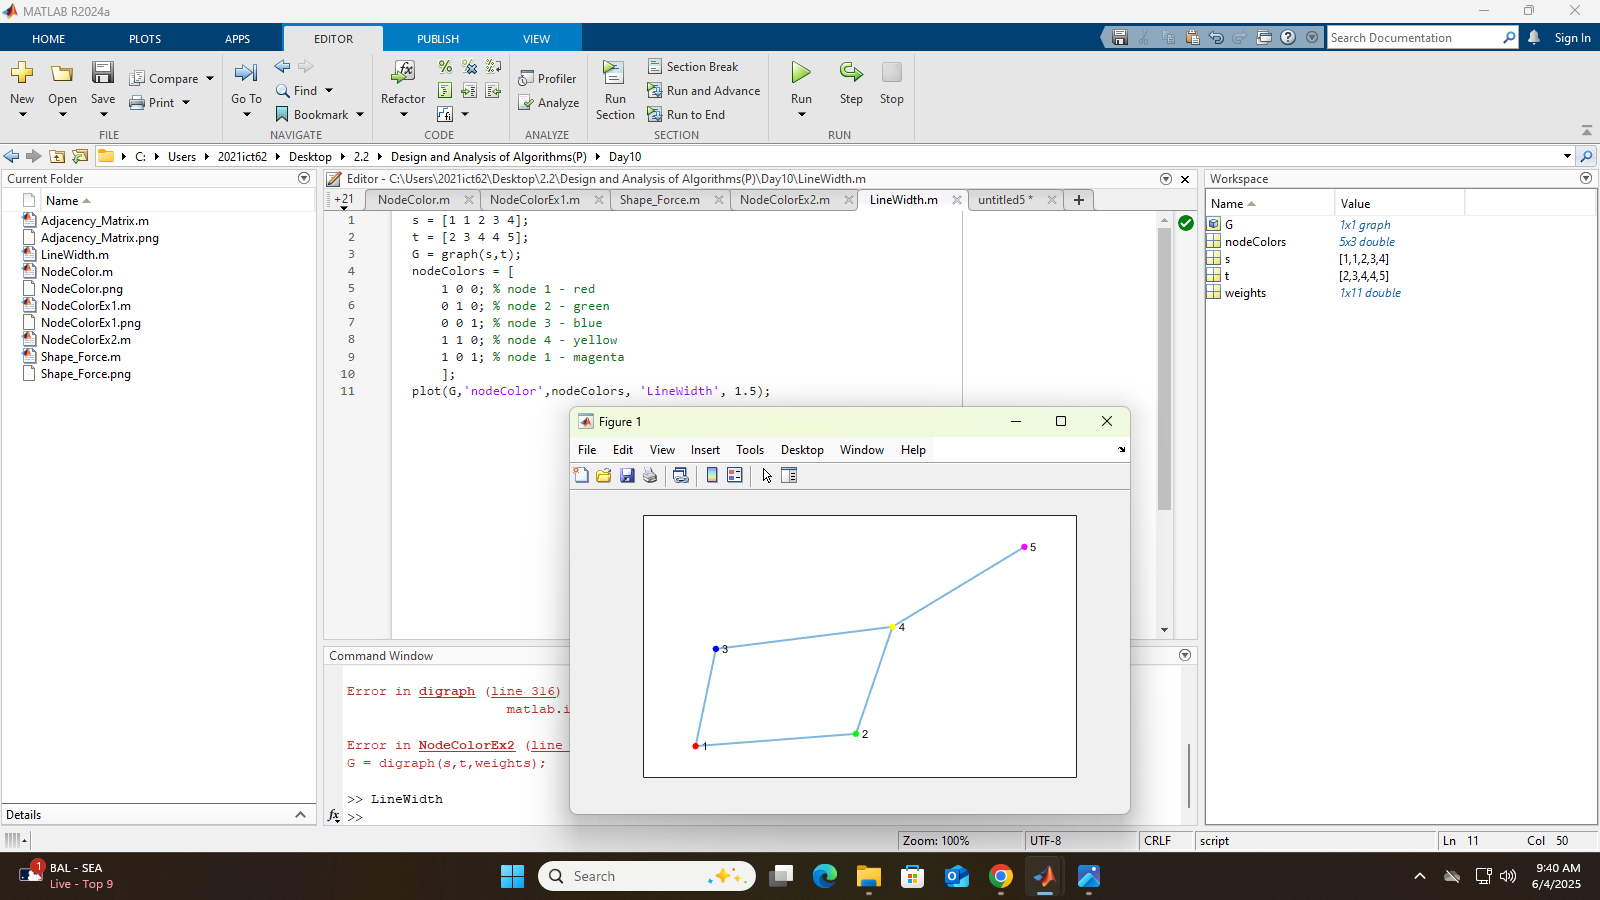 MATLAB R2024a
HOME PLOTS APPS EDITOR PUBLISH VIEW
Search Documentation Sign In
New Open Save Compare Print
FILE
Go To Find Bookmark
NAVIGATE
Refactor
CODE
Profiler Analyze
ANALYZE
Run Section Section Break Run and Advance Run to End
SECTION
Run Step Stop
RUN
C: Users 2021ict62 Desktop 2.2 Design and Analysis of Algorithms(P) Day10
Current Folder
Name
Adjacency_Matrix.m
Adjacency_Matrix.png
LineWidth.m
NodeColor.m
NodeColor.png
NodeColorEx1.m
NodeColorEx1.png
NodeColorEx2.m
Shape_Force.m
Shape_Force.png
Details
Editor - C:\Users\2021ict62\Desktop\2.2\Design and Analysis of Algorithms(P)\Day10\LineWidth.m
+21 NodeColor.m NodeColorEx1.m Shape_Force.m NodeColorEx2.m LineWidth.m untitled5 *
1 s = [1 1 2 3 4];
2 t = [2 3 4 4 5];
3 G = graph(s,t);
4 nodeColors = [
5 1 0 0; % node 1 - red
6 0 1 0; % node 2 - green
7 0 0 1; % node 3 - blue
8 1 1 0; % node 4 - yellow
9 1 0 1; % node 1 - magenta
10 ];
11 plot(G,'nodeColor',nodeColors, 'LineWidth', 1.5);
Figure 1
File Edit View Insert Tools Desktop Window Help
5
4
3
2
1
Command Window
Error in digraph (line 316)
matlab.i
Error in NodeColorEx2 (line
G = digraph(s,t,weights);
>> LineWidth
fx >>
Workspace
Name Value
G 1x1 graph
nodeColors 5x3 double
s [1,1,2,3,4]
t [2,3,4,4,5]
weights 1x11 double
Zoom: 100% UTF-8 CRLF script Ln 11 Col 50
1
BAL - SEA
Live - Top 9
Search
9:40 AM
6/4/2025